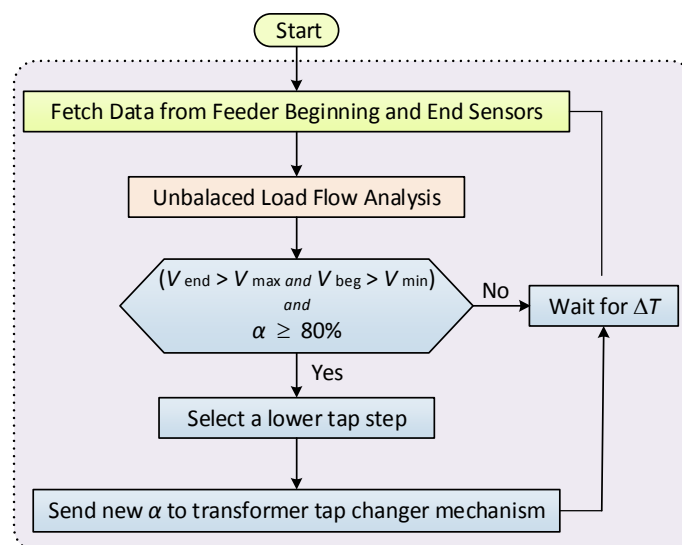 Start
Fetch Data from Feeder Beginning and End Sensors
Unbalaced Load Flow Analysis
(V end > V max and V beg > V min)
and
α ≥ 80%
No
Wait for ΔT
Yes
Select a lower tap step
Send new α to transformer tap changer mechanism